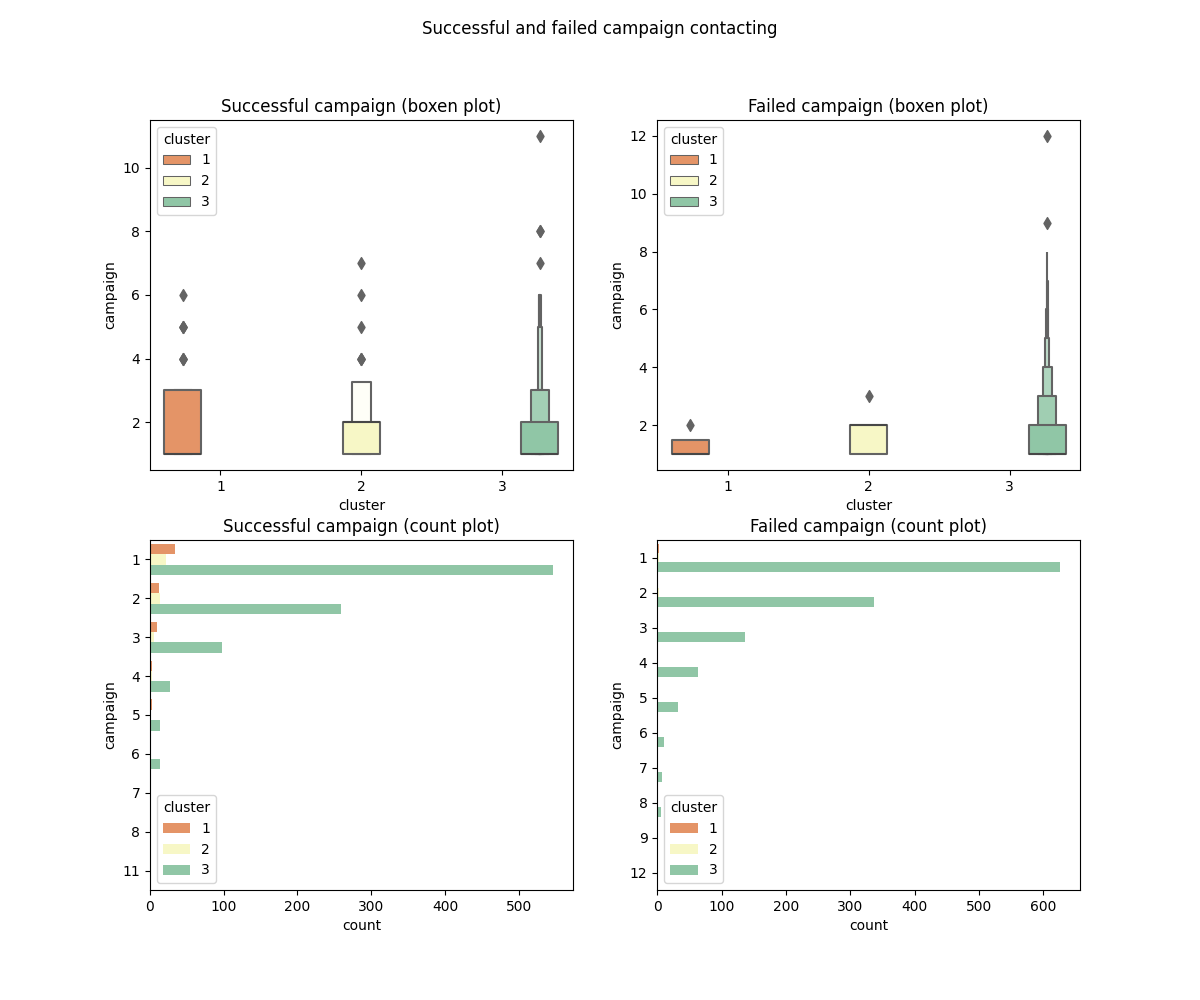 Successful and failed campaign contacting
Successful campaign (boxen plot)
cluster
1
2
3
10
8
6
4
2
campaign
1 2 3
cluster
Failed campaign (boxen plot)
cluster
1
2
3
12
10
8
6
4
2
campaign
1 2 3
cluster
Successful campaign (count plot)
1
2
3
4
5
6
7
8
11
campaign
cluster
1
2
3
0 100 200 300 400 500
count
Failed campaign (count plot)
1
2
3
4
5
6
7
8
9
12
campaign
cluster
1
2
3
0 100 200 300 400 500 600
count